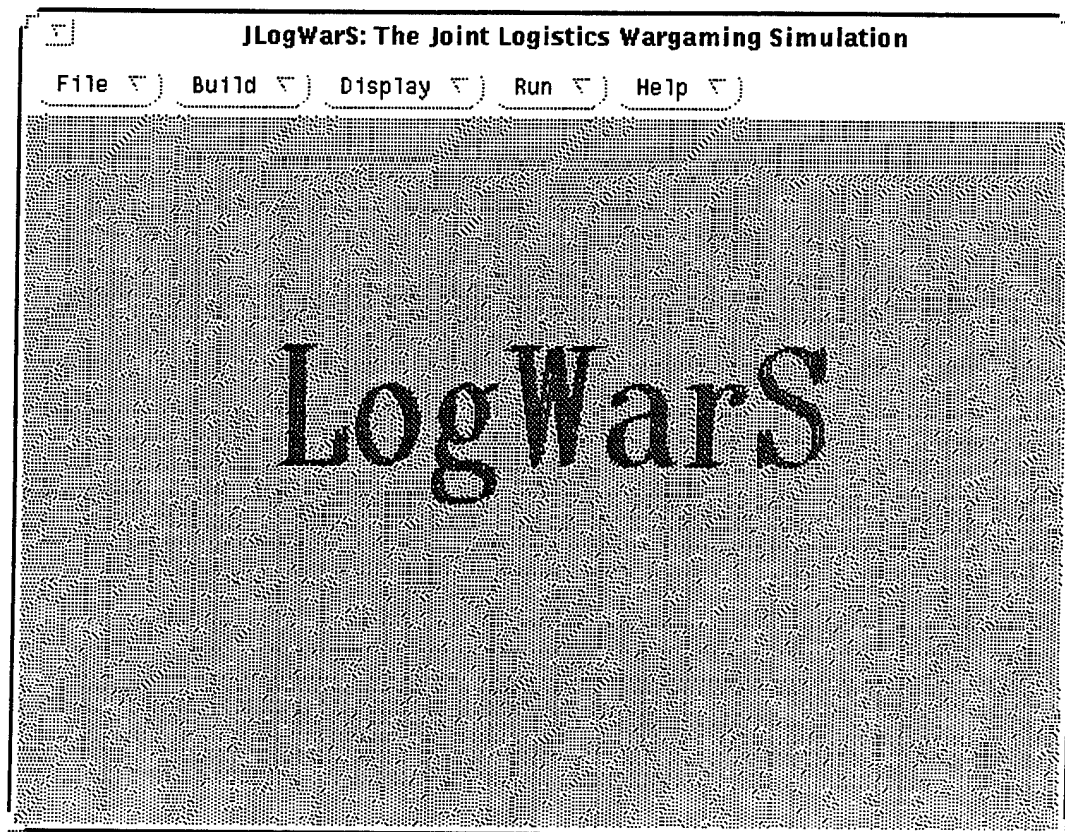 JLogWarS: The Joint Logistics Wargaming Simulation
File Build Display Run Help
LogWarS